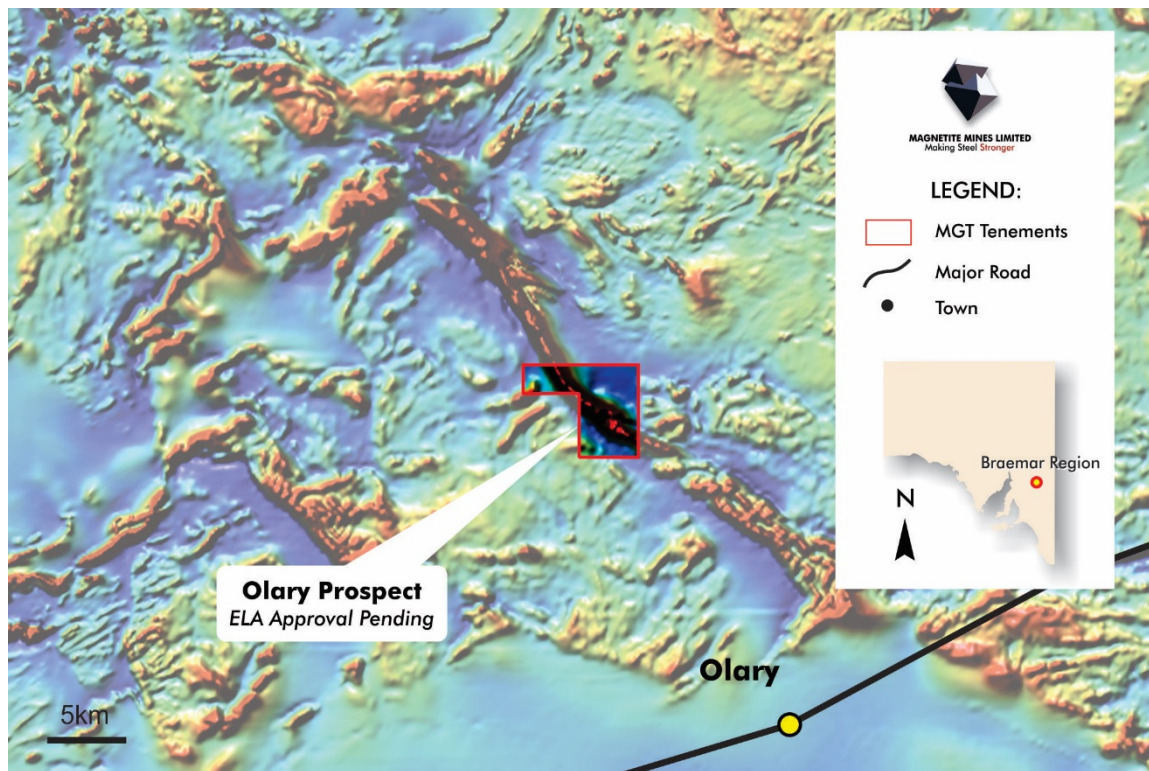 MAGNETITE MINES LIMITED
Making Steel Stronger
LEGEND:
MGT Tenements
Major Road
Town
Braemar Region
N
Olary Prospect
ELA Approval Pending
Olary
5km